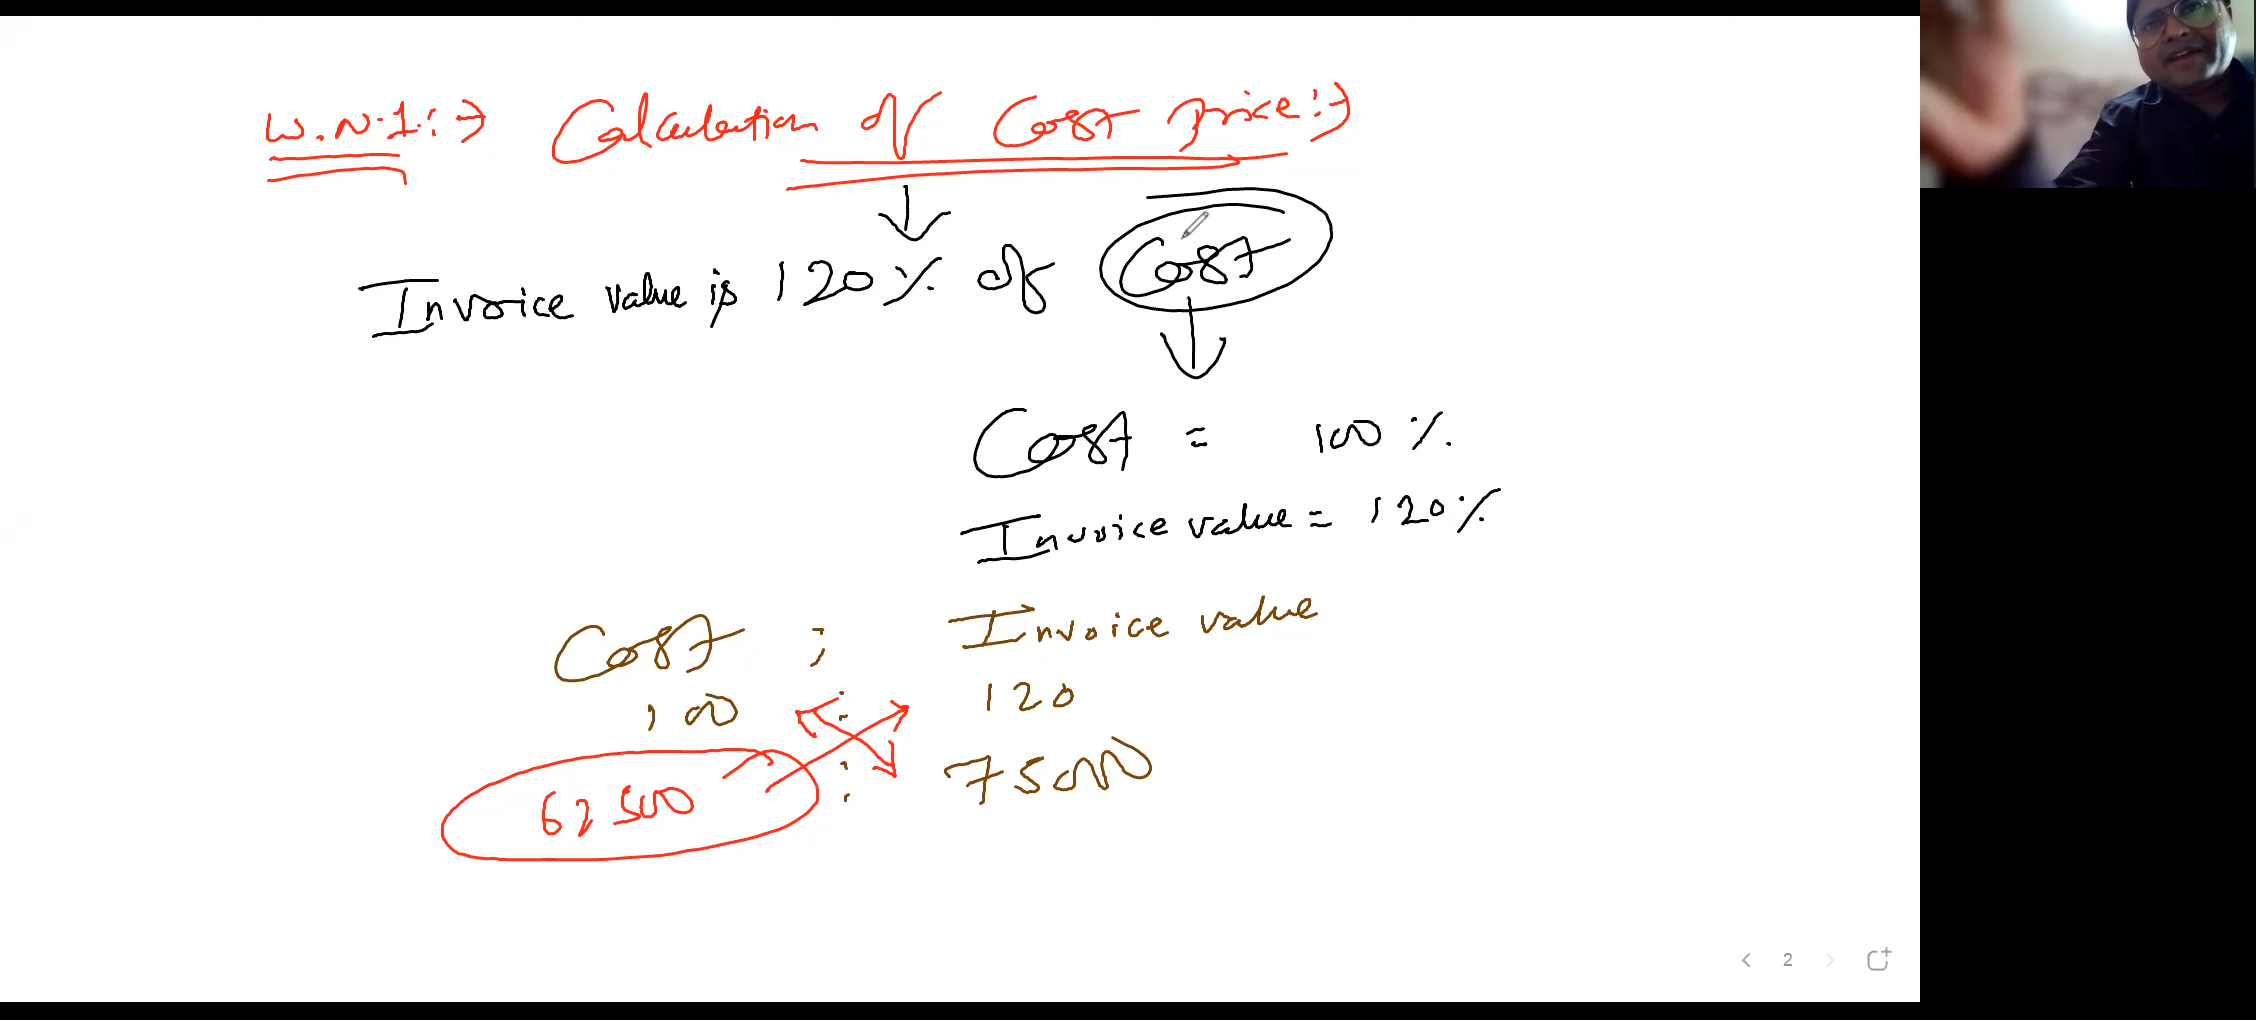 W.N.1:→ Calculation of Cost Price:→
Invoice value is 120% of Cost
Cost = 100%
Invoice value = 120%
Cost : Invoice value
100 : 120
62500 : 75000
2